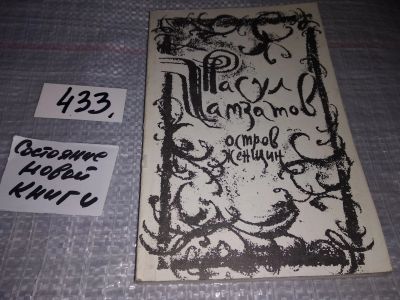 433.
Состояние
новой
книги
Расул
Гамзатов
остров
женщин